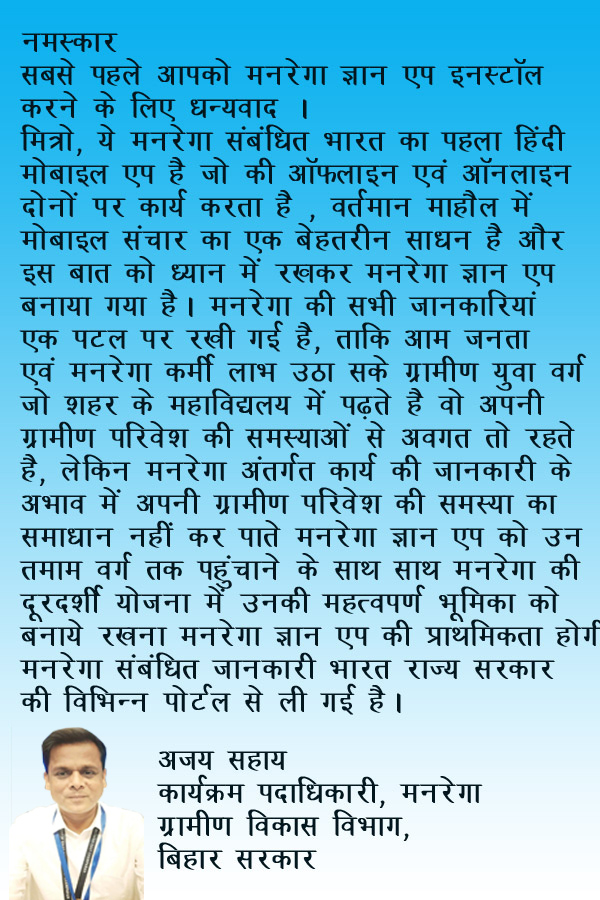 नमस्कार
सबसे पहले आपको मनरेगा ज्ञान एप इनस्टॉल
करने के लिए धन्यवाद ।
मित्रो, ये मनरेगा संबंधित भारत का पहला हिंदी
मोबाइल एप है जो की ऑफलाइन एवं ऑनलाइन
दोनों पर कार्य करता है , वर्तमान माहौल में
मोबाइल संचार का एक बेहतरीन साधन है और
इस बात को ध्यान में रखकर मनरेगा ज्ञान एप
बनाया गया है। मनरेगा की सभी जानकारियां
एक पटल पर रखी गई है, ताकि आम जनता
एवं मनरेगा कर्मी लाभ उठा सके ग्रामीण युवा वर्ग
जो शहर के महाविद्यलय में पढ़ते है वो अपनी
ग्रामीण परिवेश की समस्याओं से अवगत तो रहते
है, लेकिन मनरेगा अंतर्गत कार्य की जानकारी के
अभाव में अपनी ग्रामीण परिवेश की समस्या का
समाधान नहीं कर पाते मनरेगा ज्ञान एप को उन
तमाम वर्ग तक पहुंचाने के साथ साथ मनरेगा की
दूरदर्शी योजना में उनकी महत्वपर्ण भूमिका को
बनाये रखना मनरेगा ज्ञान एप की प्राथमिकता होगी
मनरेगा संबंधित जानकारी भारत राज्य सरकार
की विभिन्न पोर्टल से ली गई है।
अजय सहाय
कार्यक्रम पदाधिकारी, मनरेगा
ग्रामीण विकास विभाग,
बिहार सरकार